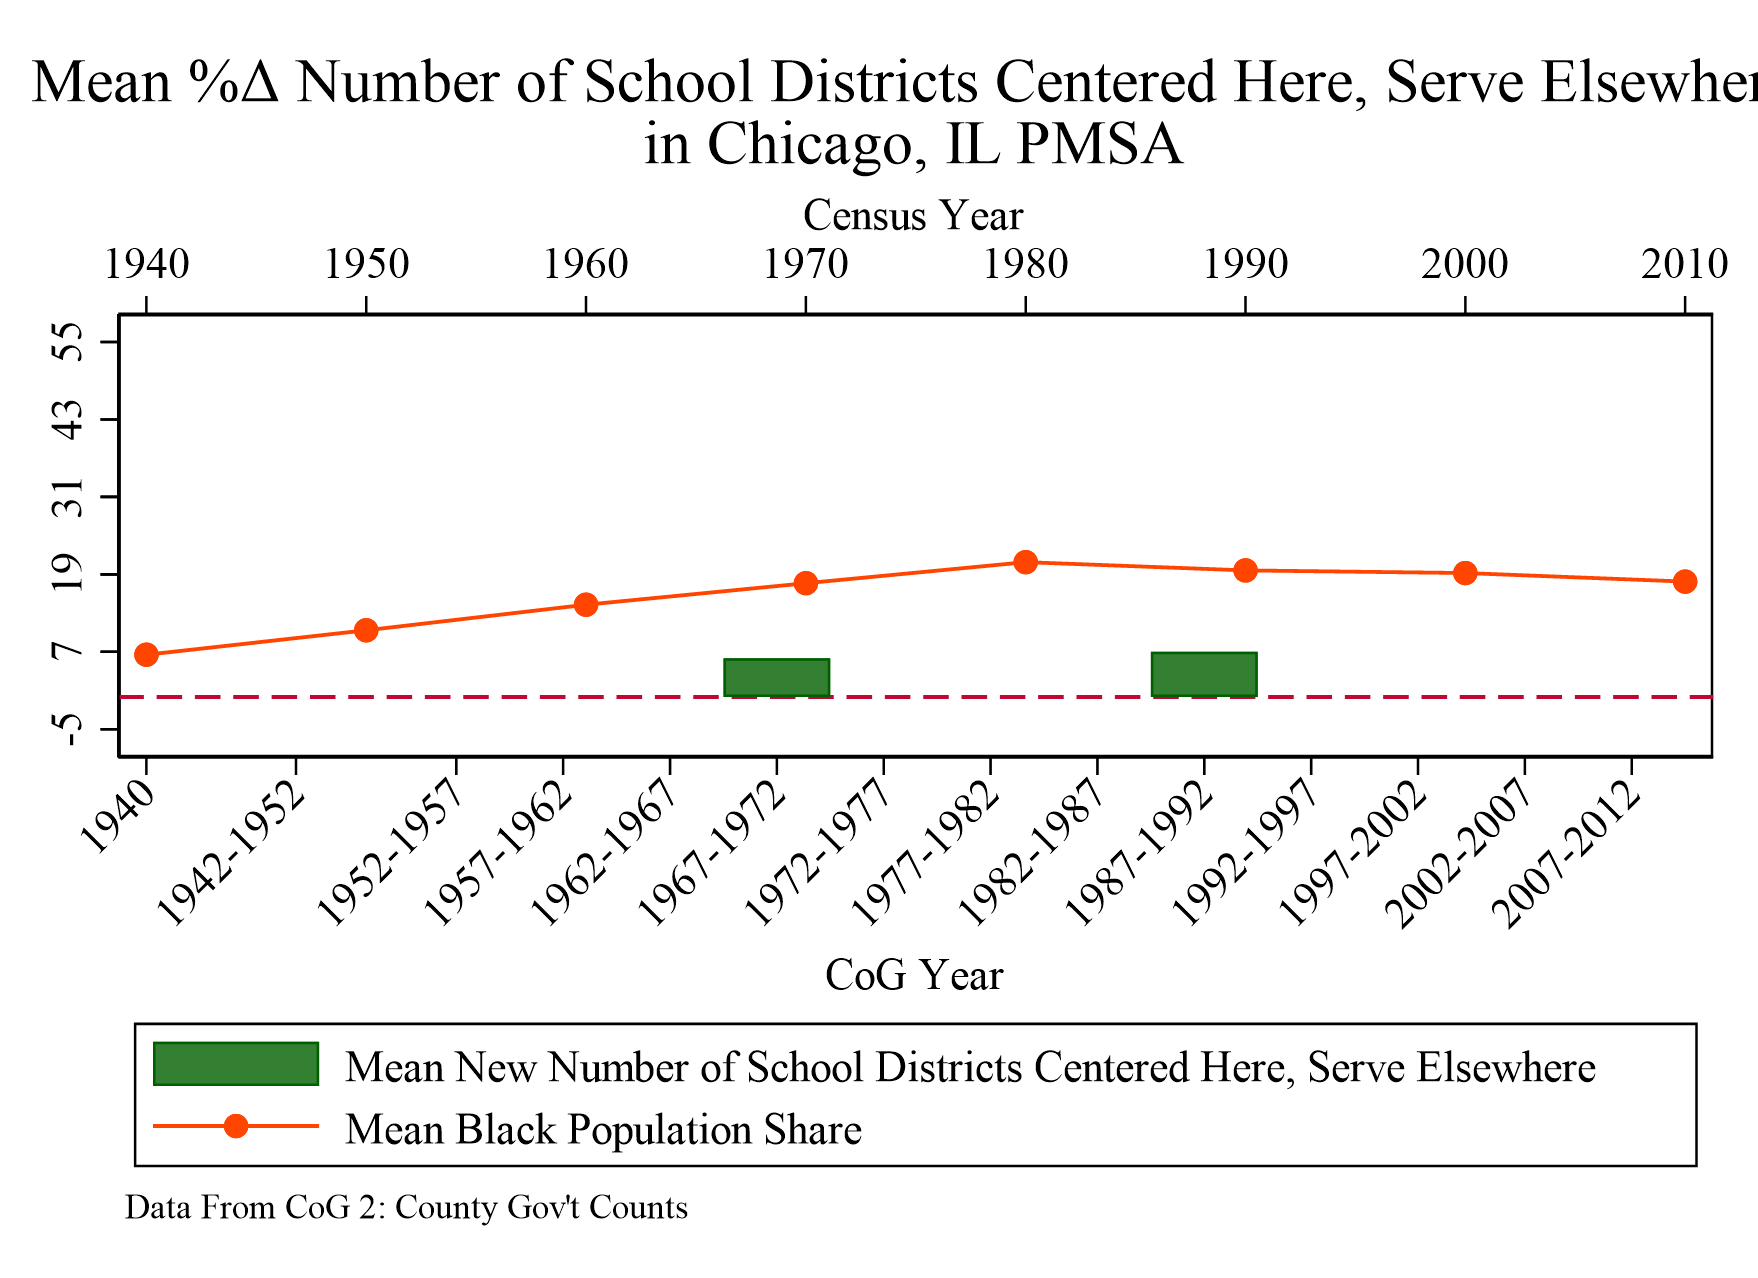 Mean %Δ Number of School Districts Centered Here, Serve Elsewher
in Chicago, IL PMSA
Census Year
1940 1950 1960 1970 1980 1990 2000 2010
55
43
31
19
7
-5
1940 1942-1952 1952-1957 1957-1962 1962-1967 1967-1972 1972-1977 1977-1982 1982-1987 1987-1992 1992-1997 1997-2002 2002-2007 2007-2012
CoG Year
Mean New Number of School Districts Centered Here, Serve Elsewhere
Mean Black Population Share
Data From CoG 2: County Gov't Counts